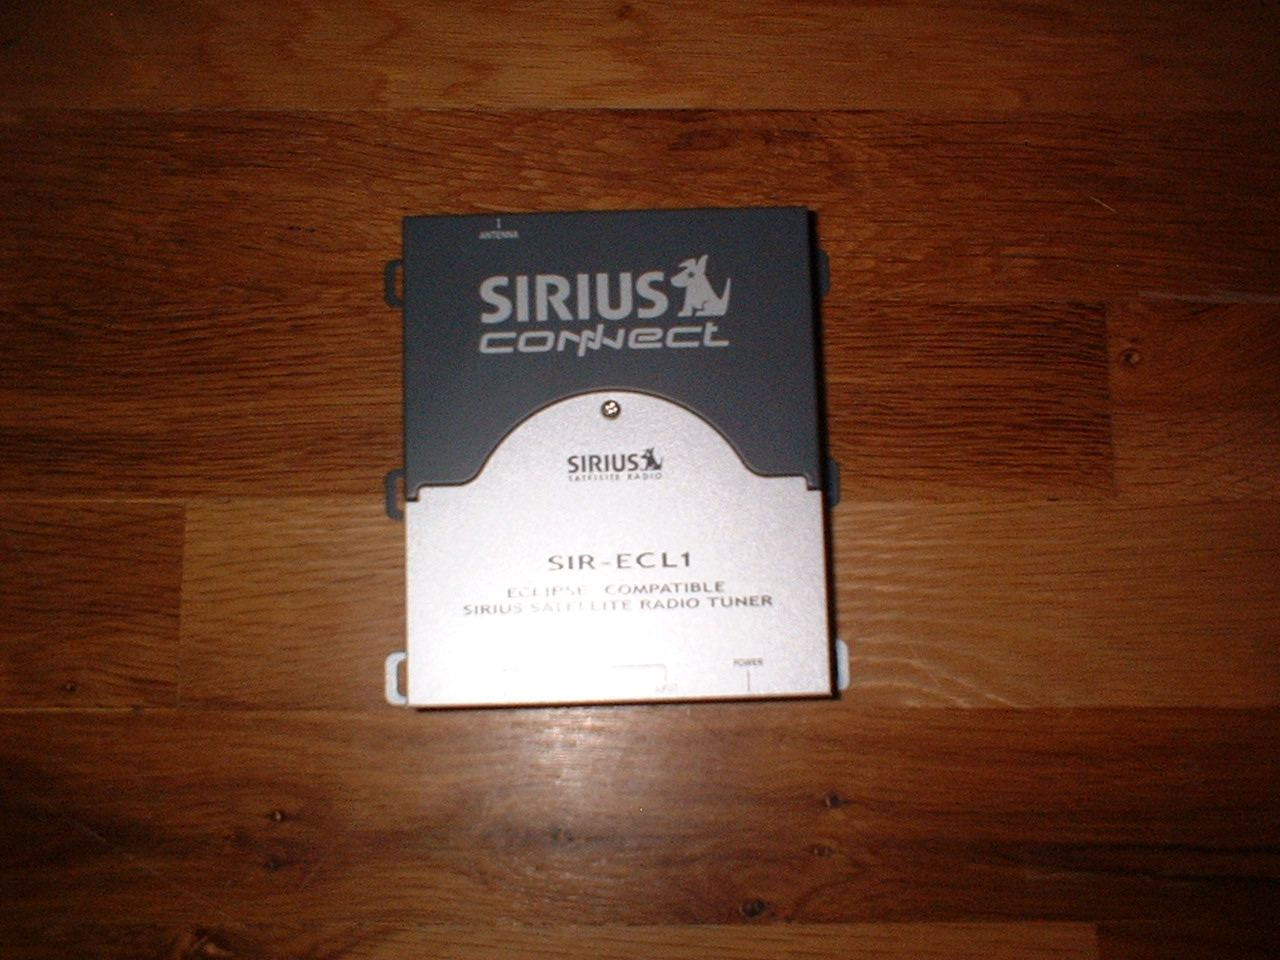 ANTENNA
SIRIUS
connect
SIRIUS
SATELLITE RADIO
SIR-ECL1
ECLIPSE COMPATIBLE
SIRIUS SATELLITE RADIO TUNER
POWER